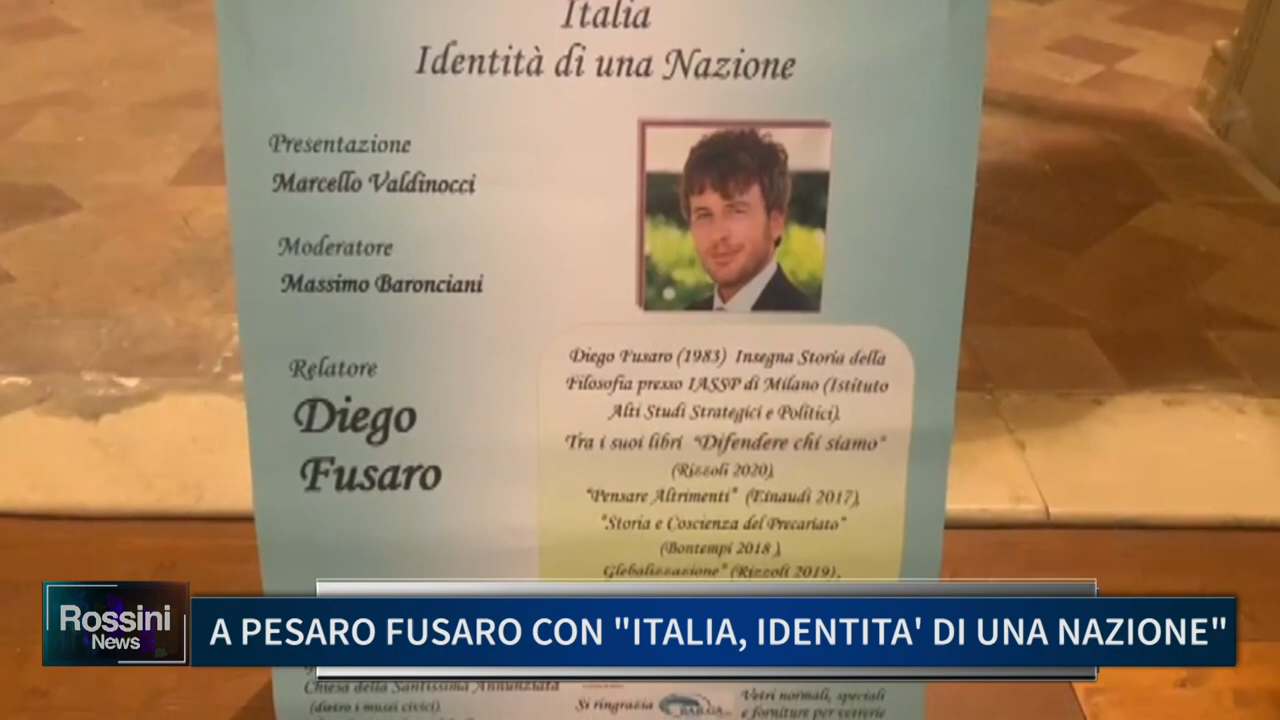 Italia
Identità di una Nazione
Presentazione
Marcello Valdinocci
Moderatore
Massimo Baronciani
Relatore
Diego
Fusaro
Diego Fusaro (1983) Insegna Storia della
Filosofia presso IASSP di Milano (Istituto
Alti Studi Strategici e Politici).
Tra i suoi libri "Difendere chi siamo"
(Rizzoli 2020),
"Pensare Altrimenti" (Einaudi 2017),
"Storia e Coscienza del Precariato"
(Bontempi 2018 ),
Glebalizzazione" (Rizzoli 2019),
Rossini
News
A PESARO FUSARO CON "ITALIA, IDENTITA' DI UNA NAZIONE"
Chiesa della Santissima Annunziata
(dietro i musei civici)
Si ringrazia
Vetri normali, speciali
e forniture per vetrerie